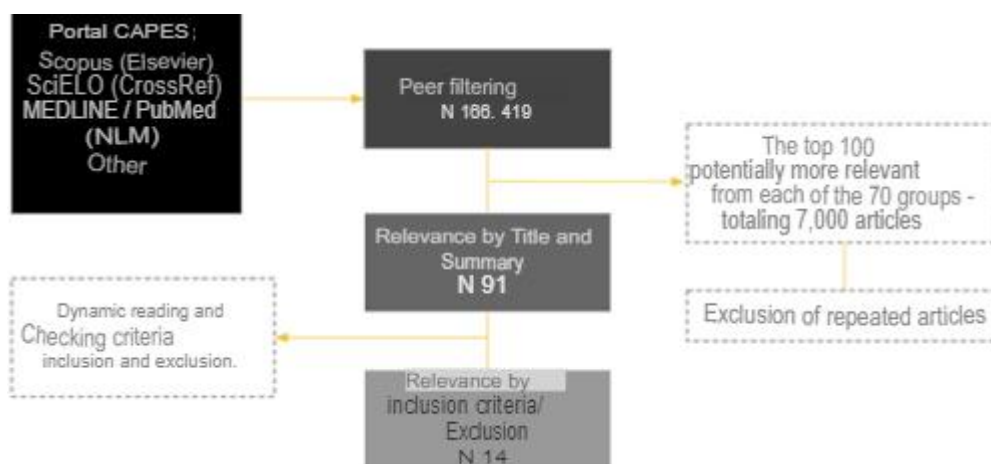 Portal CAPES;
Scopus (Elsevier)
SciELO (CrossRef)
MEDLINE / PubMed
(NLM)
Other
Peer filtering
N 166. 419
The top 100
potentially more relevant
from each of the 70 groups -
totaling 7,000 articles
Relevance by Title and
Summary
N 91
Exclusion of repeated articles
Dynamic reading and
Checking criteria
inclusion and exclusion.
Relevance by
inclusion criteria/
Exclusion
N 14